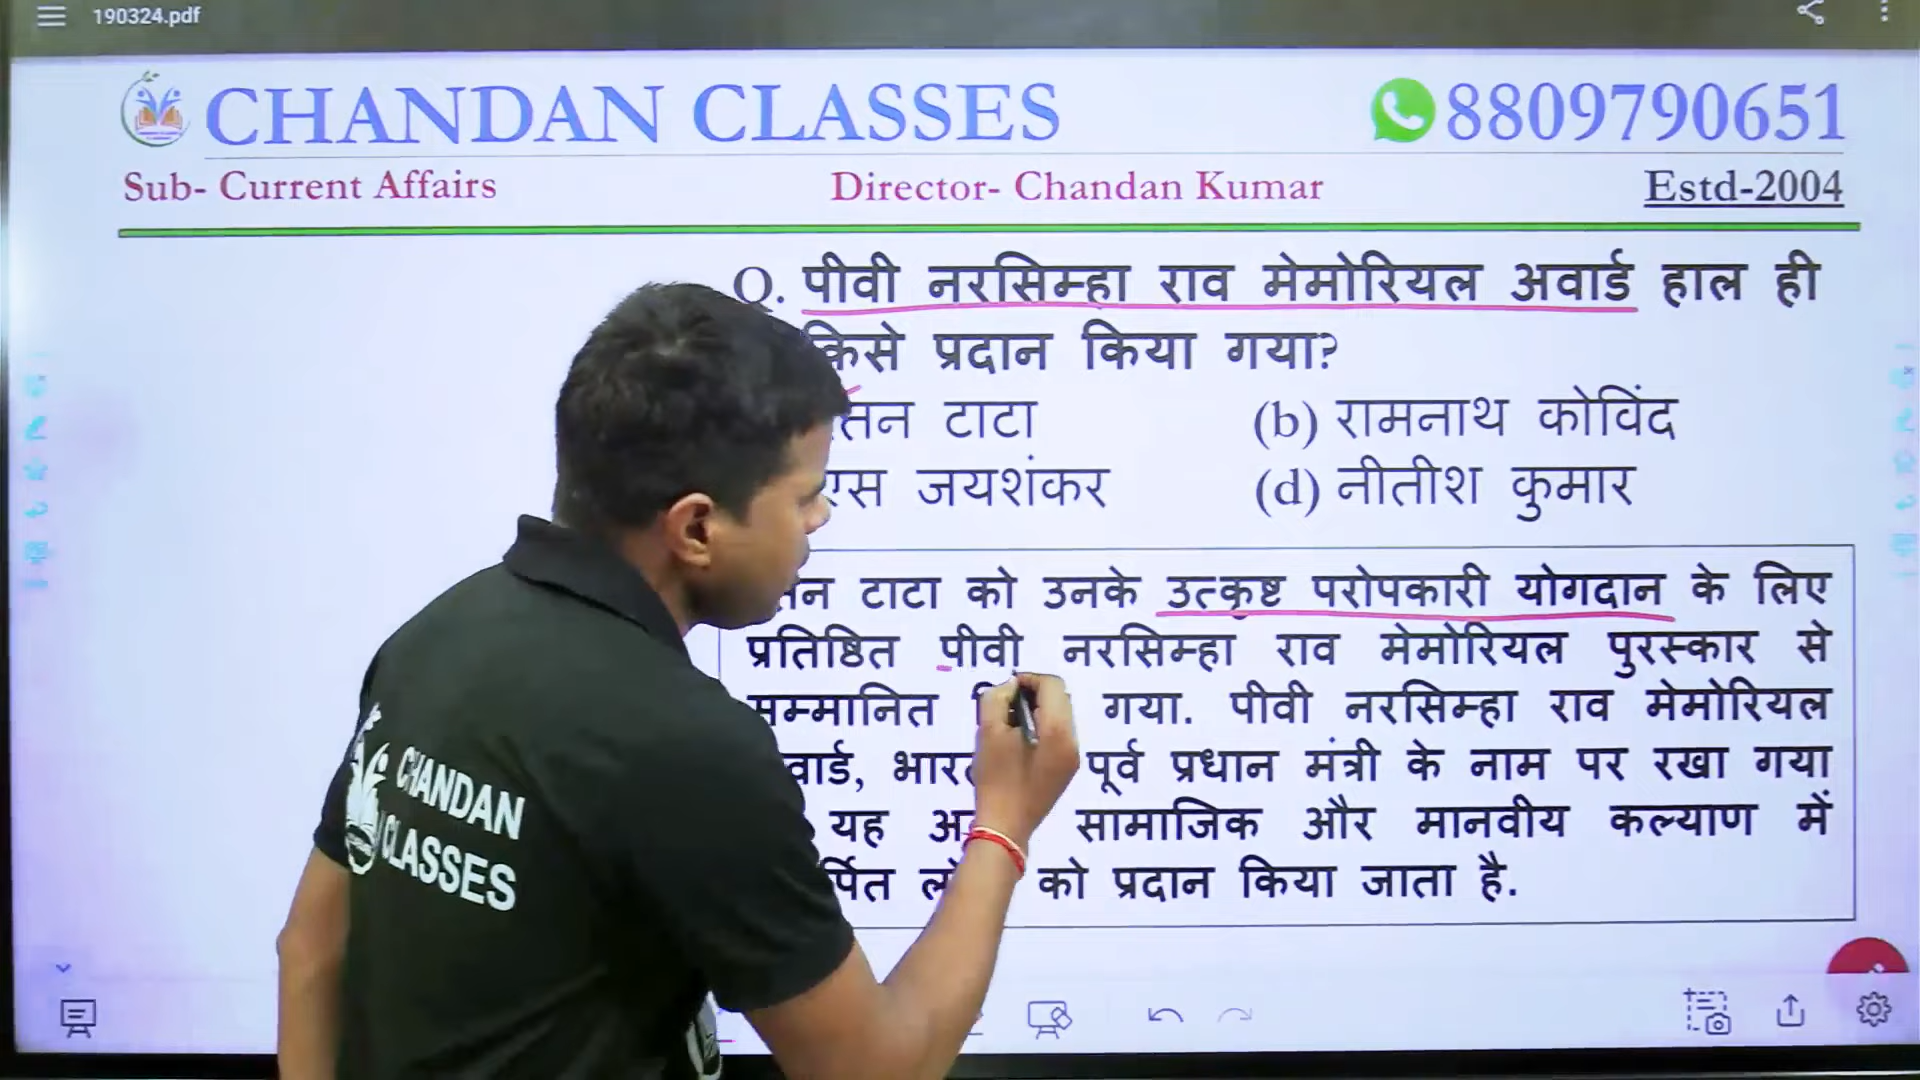 190324.pdf
CHANDAN CLASSES
8809790651
Sub- Current Affairs
Director- Chandan Kumar
Estd-2004
Q. पीवी नरसिम्हा राव मेमोरियल अवार्ड हाल ही
किसे प्रदान किया गया?
टाटा
(b) रामनाथ कोविंद
एस जयशंकर
(d) नीतीश कुमार
टाटा को उनके उत्कृष्ट परोपकारी योगदान के लिए
प्रतिष्ठित पीवी नरसिम्हा राव मेमोरियल पुरस्कार से
सम्मानित गया. पीवी नरसिम्हा राव मेमोरियल
पूर्व प्रधान मंत्री के नाम पर रखा गया
यह सामाजिक और मानवीय कल्याण में
को प्रदान किया जाता है.
CHANDAN
CLASSES